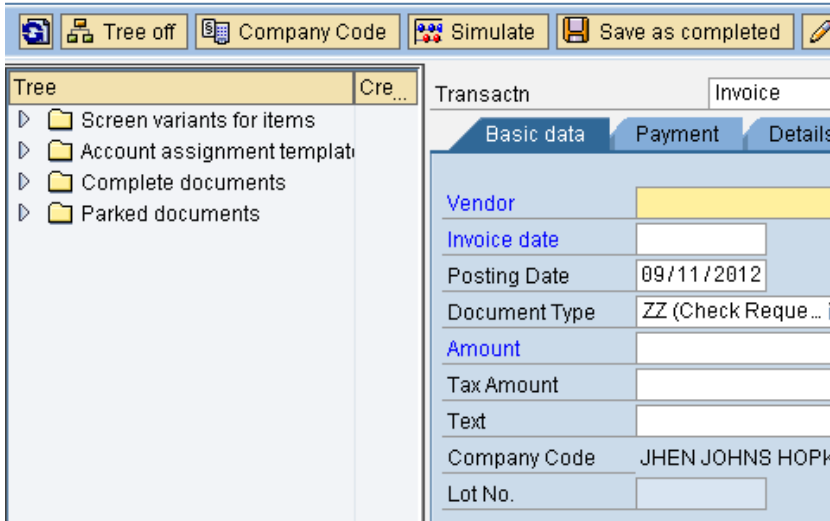 Tree off Company Code Simulate Save as completed
Tree Cre...
Screen variants for items
Account assignment templat
Complete documents
Parked documents
Transactn Invoice
Basic data Payment Details
Vendor
Invoice date
Posting Date 09/11/2012
Document Type ZZ (Check Reque... i
Amount
Tax Amount
Text
Company Code JHEN JOHNS HOPK
Lot No.